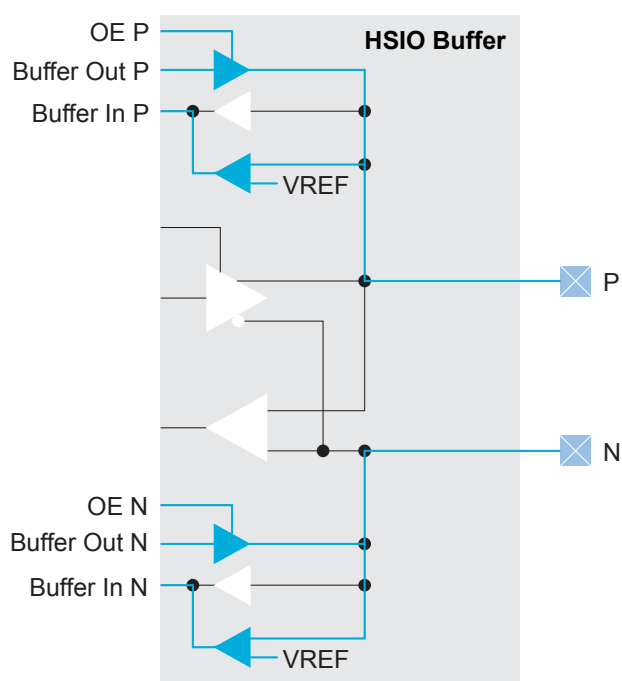 OE P
HSIO Buffer
Buffer Out P
Buffer In P
VREF
P
N
OE N
Buffer Out N
Buffer In N
VREF